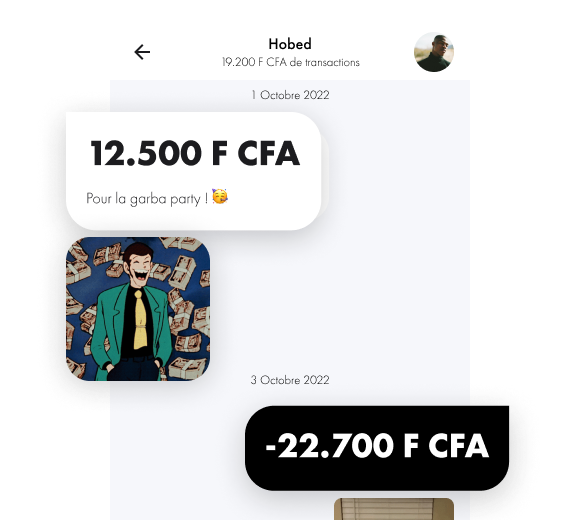 Hobed
19.200 F CFA de transactions
1 Octobre 2022
12.500 F CFA
Pour la garba party ! 🥳
3 Octobre 2022
-22.700 F CFA